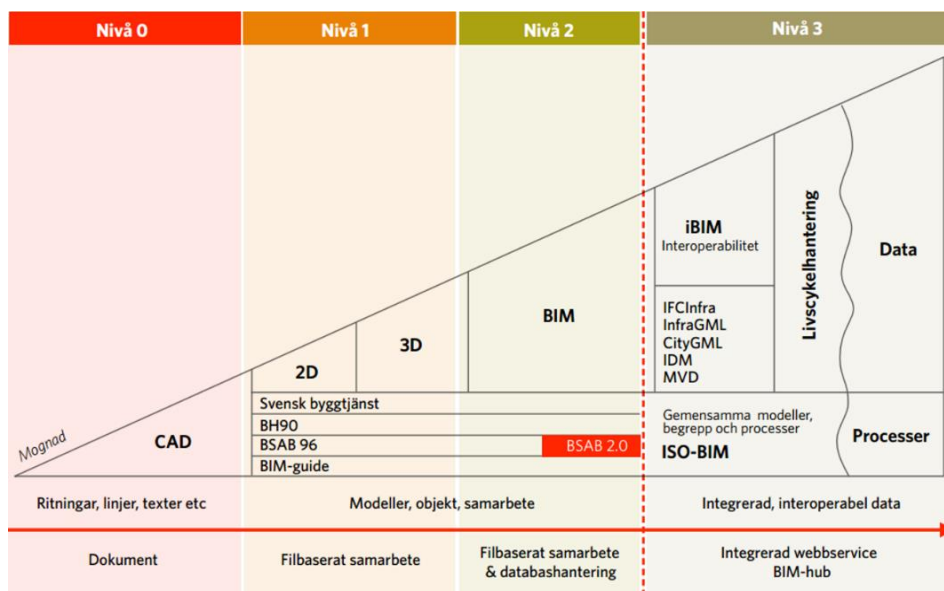 Nivå 0
Nivå 1
Nivå 2
Nivå 3
iBIM
Interoperabilitet
Livscykelhantering
Data
BIM
IFCInfra
InfraGML
CityGML
IDM
MVD
3D
2D
Mognad
CAD
Svensk byggtjänst
BH90
BSAB 96
BSAB 2.0
BIM-guide
Gemensamma modeller,
begrepp och processer
ISO-BIM
Processer
Ritningar, linjer, texter etc
Modeller, objekt, samarbete
Integrerad, interoperabel data
Dokument
Filbaserat samarbete
Filbaserat samarbete
& databashantering
Integrerad webbservice
BIM-hub